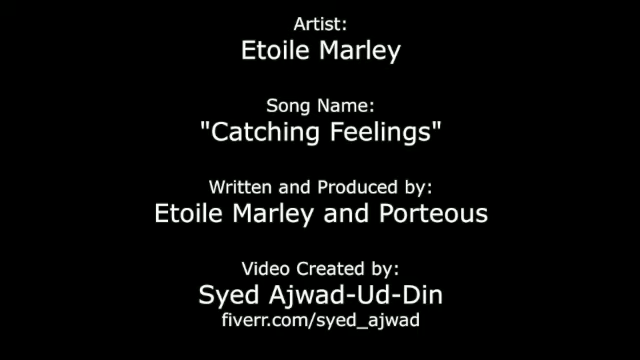 Artist:
Etoile Marley
Song Name:
"Catching Feelings"
Written and Produced by:
Etoile Marley and Porteous
Video Created by:
Syed Ajwad-Ud-Din
fiverr.com/syed_ajwad